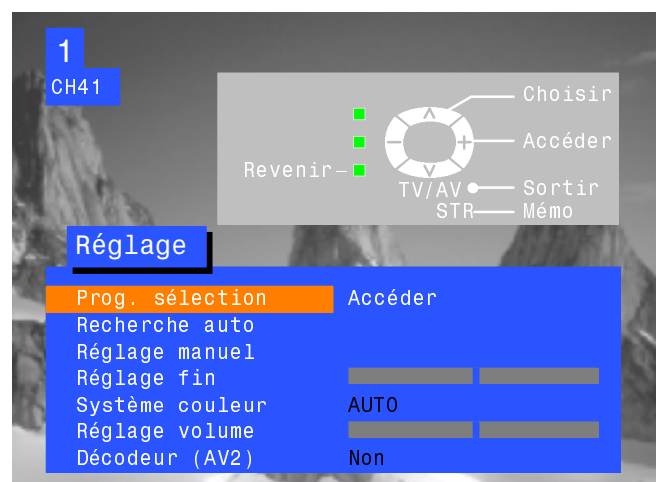 1
CH41
Choisir
Accéder
Revenir
TV/AV Sortir
STR Mémo
Réglage
Prog. sélection Accéder
Recherche auto
Réglage manuel
Réglage fin
Système couleur AUTO
Réglage volume
Décodeur (AV2) Non